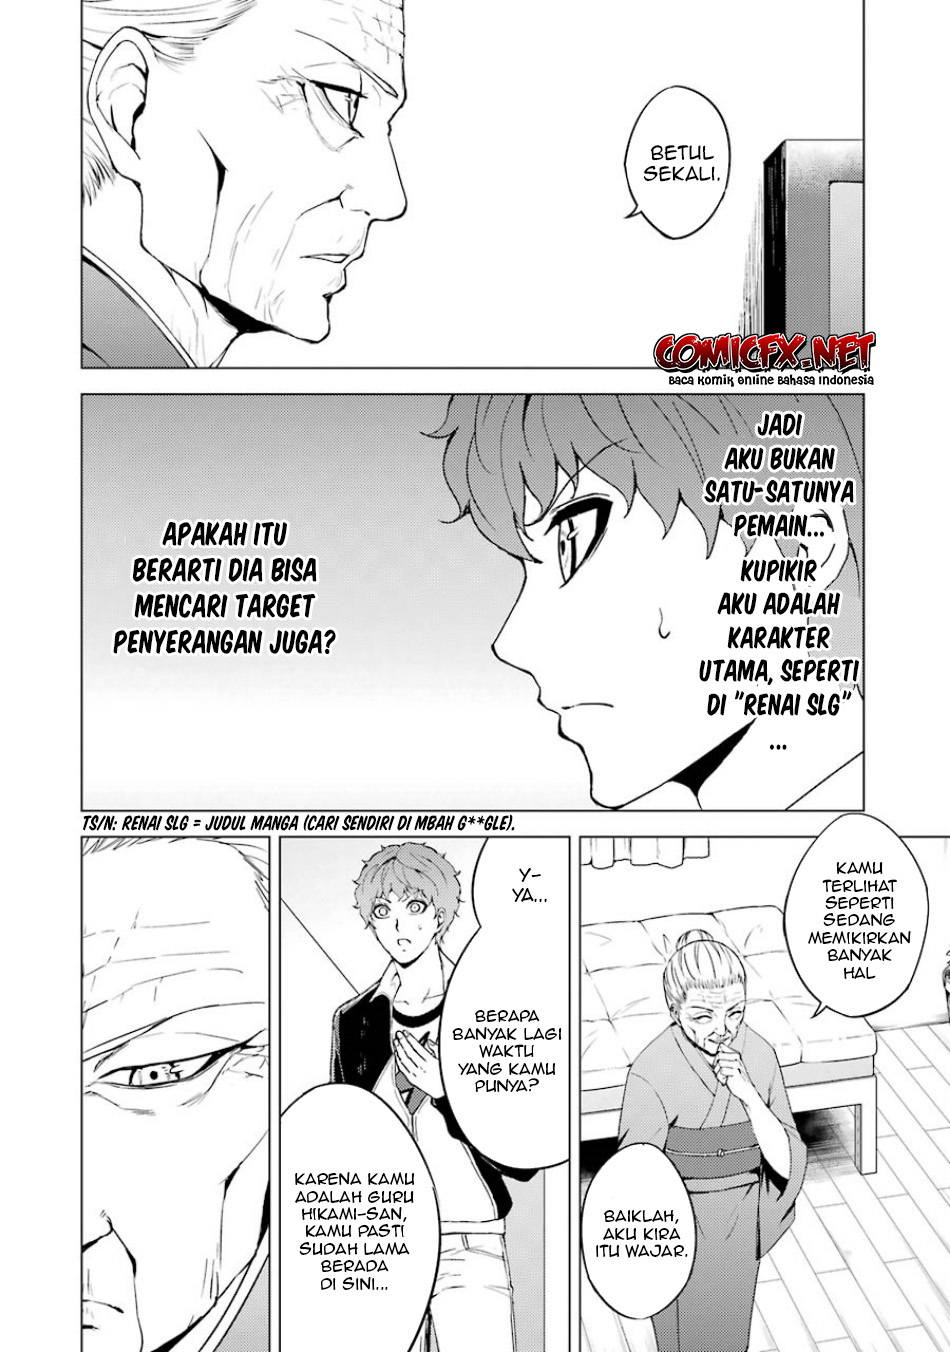 BETUL
SEKALI.
COMICFX.NET
BACA KOMIK ONLINE BAHASA INDONESIA
JADI
AKU BUKAN
SATU-SATUNYA
PEMAIN...
KUPIKIR
AKU ADALAH
KARAKTER
UTAMA, SEPERTI
DI "RENAI SLG"
...
APAKAH ITU
BERARTI DIA BISA
MENCARI TARGET
PENYERANGAN JUGA?
TS/N: RENAI SLG = JUDUL MANGA (CARI SENDIRI DI MBAH G**GLE).
KAMU
TERLIHAT
SEPERTI
SEDANG
MEMIKIRKAN
BANYAK
HAL
BAIKLAH,
AKU KIRA
ITU WAJAR.
Y-
YA...
BERAPA
BANYAK LAGI
WAKTU
YANG KAMU
PUNYA?
KARENA KAMU
ADALAH GURU
HIKAMI-SAN,
KAMU PASTI
SUDAH LAMA
BERADA
DI SINI...